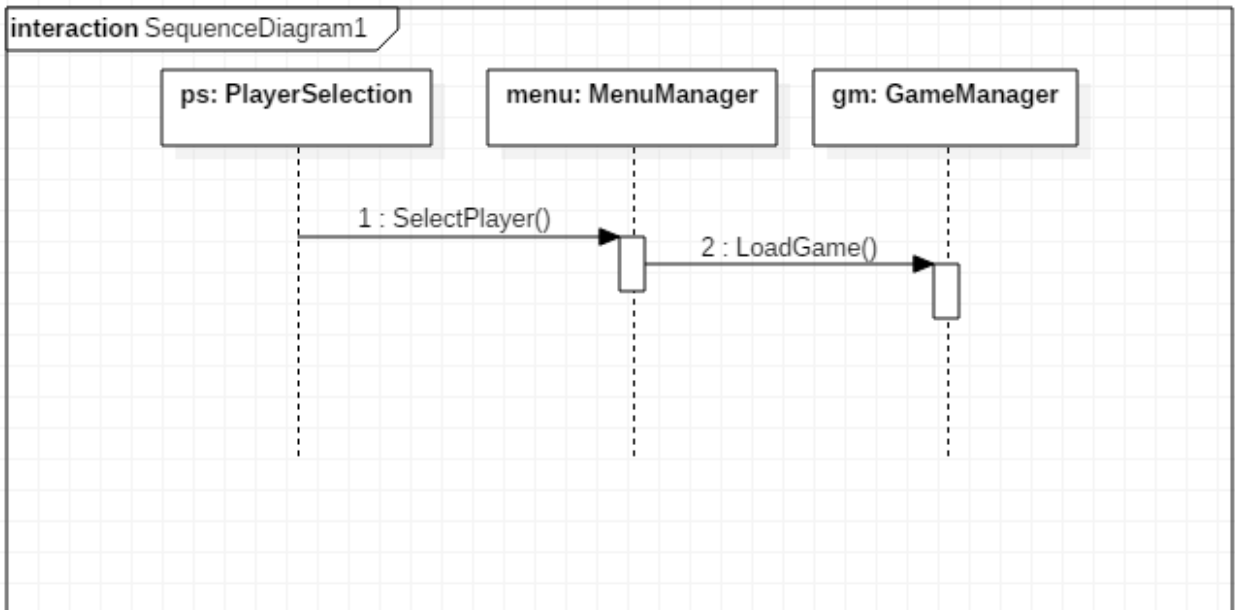 interaction SequenceDiagram1
ps: PlayerSelection
menu: MenuManager
gm: GameManager
1 : SelectPlayer()
2 : LoadGame()